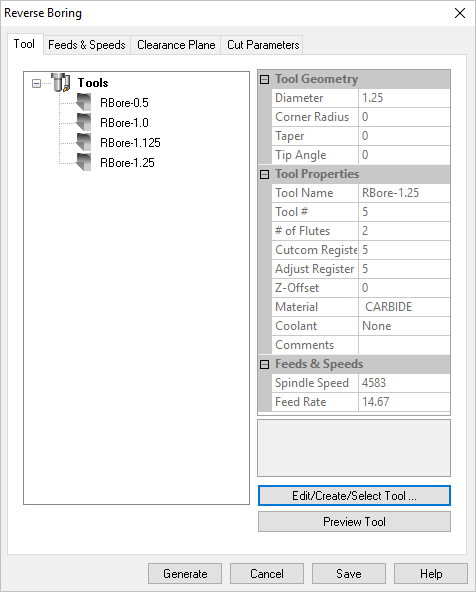 Reverse Boring
Tool Feeds & Speeds Clearance Plane Cut Parameters
Tools
RBore-0.5
RBore-1.0
RBore-1.125
RBore-1.25
Tool Geometry
Diameter 1.25
Corner Radius 0
Taper 0
Tip Angle 0
Tool Properties
Tool Name RBore-1.25
Tool # 5
# of Flutes 2
Cutcom Registe 5
Adjust Register 5
Z-Offset 0
Material CARBIDE
Coolant None
Comments
Feeds & Speeds
Spindle Speed 4583
Feed Rate 14.67
Edit/Create/Select Tool ...
Preview Tool
Generate Cancel Save Help